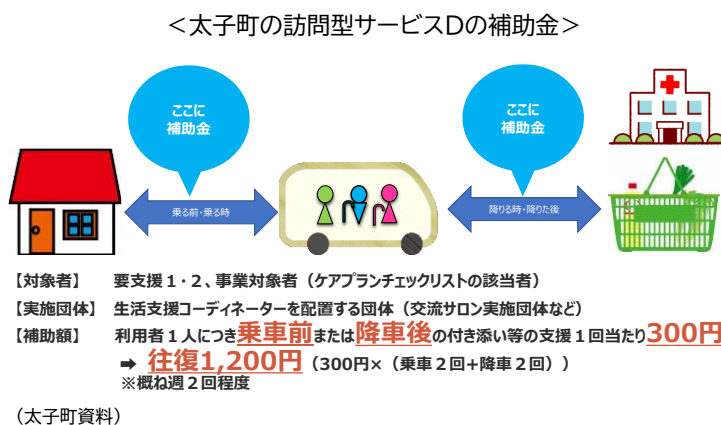 ＜太子町の訪問型サービスDの補助金＞
ここに
補助金
ここに
補助金
乗る前・乗る時
降りる時・降りた後
【対象者】 要支援１・２、事業対象者（ケアプランチェックリストの該当者）
【実施団体】 生活支援コーディネーターを配置する団体（交流サロン実施団体など）
【補助額】 利用者１人につき乗車前または降車後の付き添い等の支援１回当たり300円
➡ 往復1,200円（300円×（乗車２回+降車２回））
※概ね週２回程度
（太子町資料）